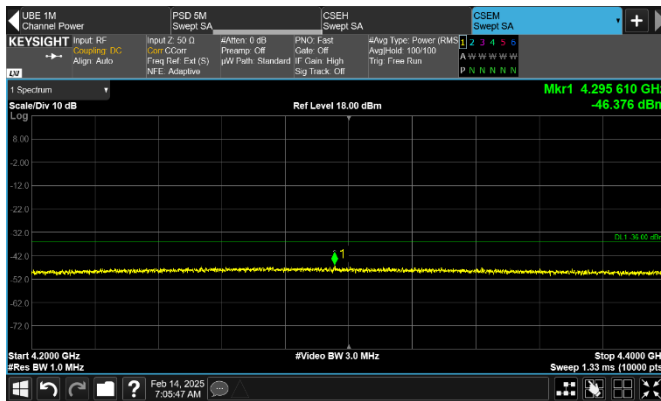 UBE 1M
Channel Power
PSD 5M
Swept SA
CSEH
Swept SA
CSEM
Swept SA
KEYSIGHT
Input: RF
Coupling: DC
Align: Auto
Input Z: 50 Ω
Corr CCorr
Freq Ref: Ext (S)
NFE: Adaptive
#Atten: 0 dB
Preamp: Off
µW Path: Standard
PNO: Fast
Gate: Off
IF Gain: High
Sig Track: Off
#Avg Type: Power (RMS
Avg|Hold: 100/100
Trig: Free Run
1 2 3 4 5 6
A W W W W W
P N N N N N
LXI
1 Spectrum
Mkr1 4.295 610 GHz
-46.376 dBm
Scale/Div 10 dB
Ref Level 18.00 dBm
Log
8.00
-2.00
-12.0
-22.0
-32.0
DL1 -36.00 dBm
1
-42.0
-52.0
-62.0
-72.0
Start 4.2000 GHz
#Video BW 3.0 MHz
Stop 4.4000 GHz
#Res BW 1.0 MHz
Sweep 1.33 ms (10000 pts)
?
Feb 14, 2025
7:05:47 AM